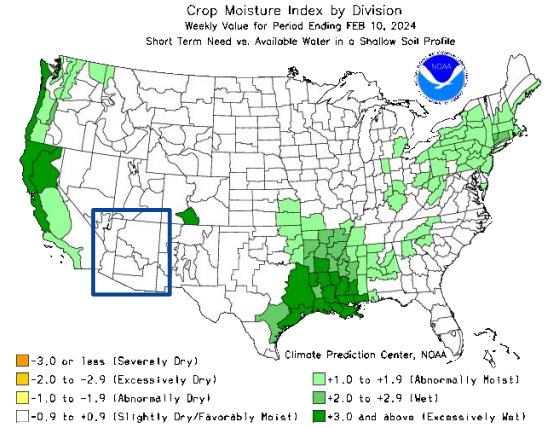 Crop Moisture Index by Division
Weekly Value for Period Ending FEB 10, 2024
Short Term Need vs. Available Water in a Shallow Soil Profile
NOAA
Climate Prediction Center, NOAA
-3.0 or less (Severely Dry)
-2.0 to -2.9 (Excessively Dry)
-1.0 to -1.9 (Abnormally Dry)
-0.9 to +0.9 (Slightly Dry/Favorably Moist)
+1.0 to +1.9 (Abnormally Moist)
+2.0 to +2.9 (Wet)
+3.0 and above (Excessively Wet)